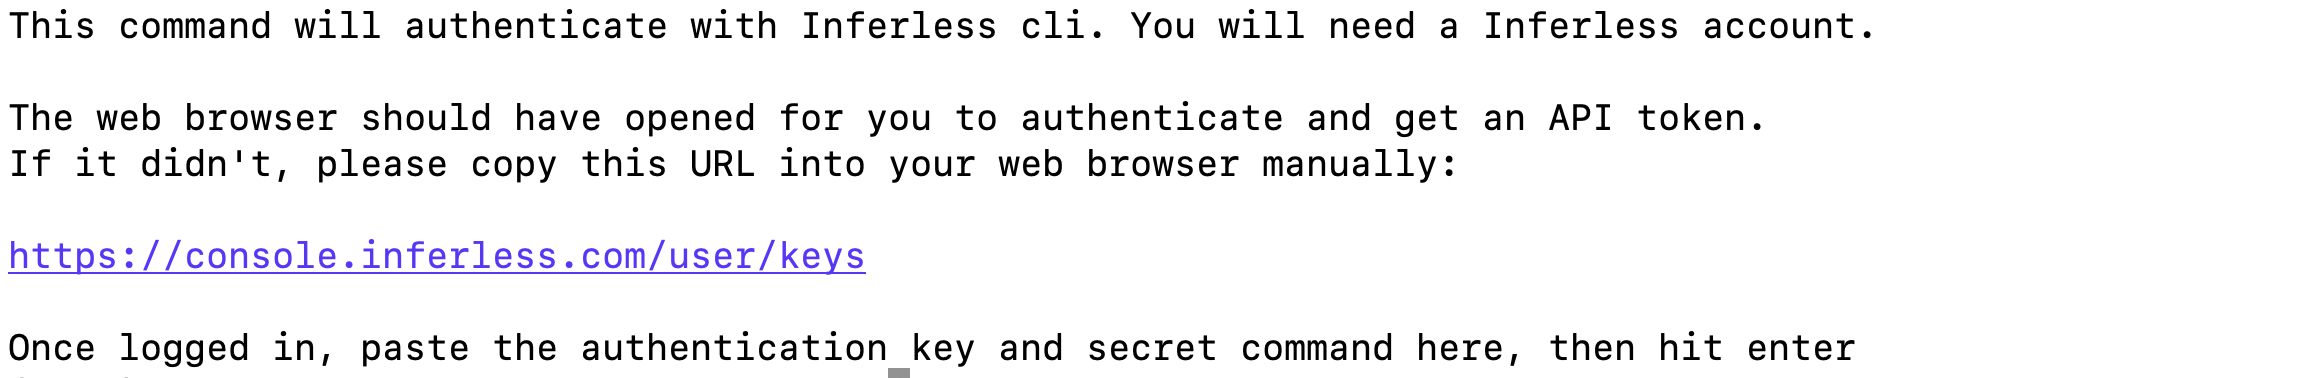 This command will authenticate with Inferless cli. You will need a Inferless account.
The web browser should have opened for you to authenticate and get an API token.
If it didn't, please copy this URL into your web browser manually:
https://console.inferless.com/user/keys
Once logged in, paste the authentication key and secret command here, then hit enter